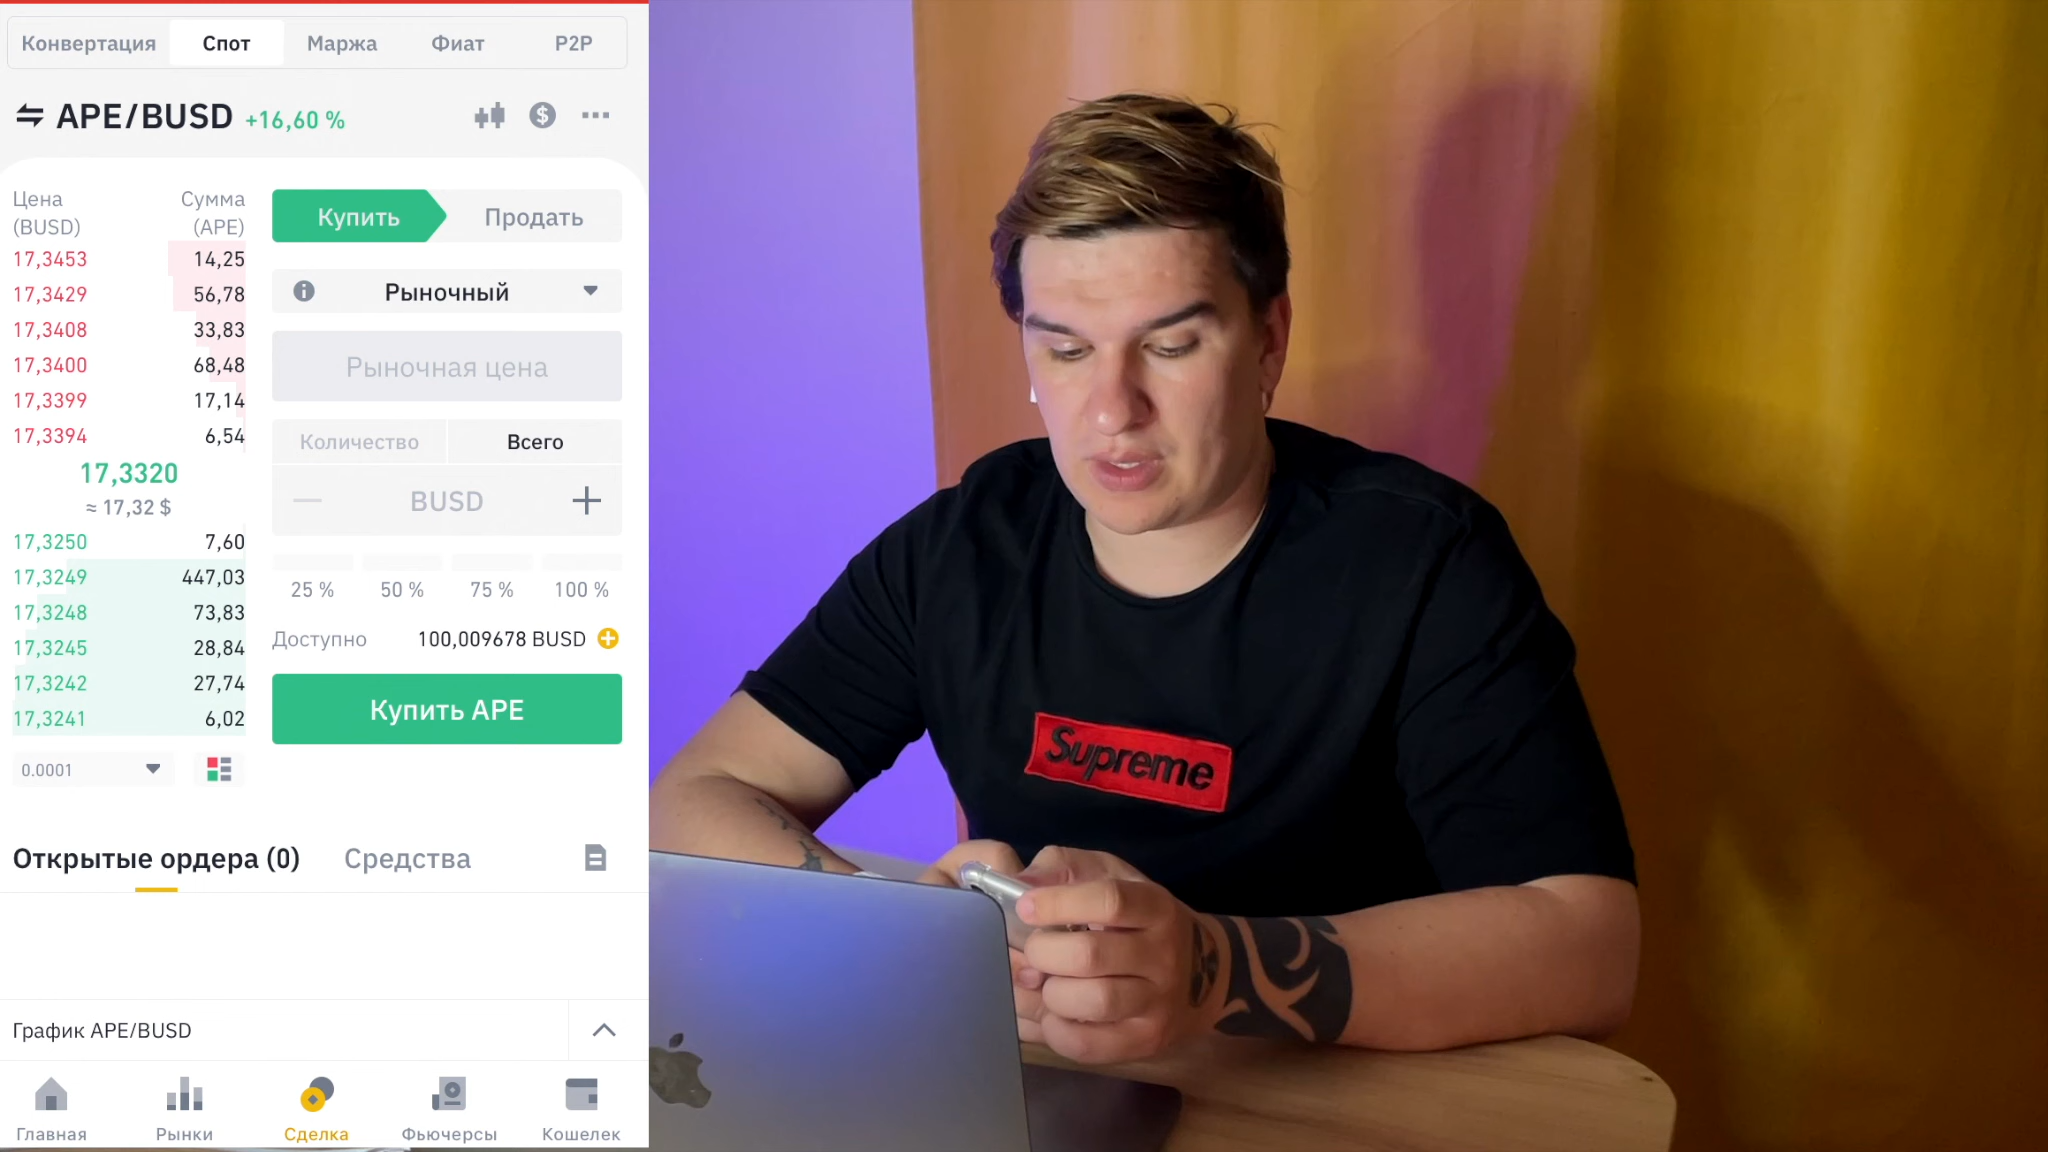 Конвертация Спот Маржа Фиат P2P
APE/BUSD +16,60 %
Цена (BUSD) Сумма (APE)
17,3453 14,25
17,3429 56,78
17,3408 33,83
17,3400 68,48
17,3399 17,14
17,3394 6,54
17,3320
≈ 17,32 $
17,3250 7,60
17,3249 447,03
17,3248 73,83
17,3245 28,84
17,3242 27,74
17,3241 6,02
0.0001
Купить Продать
Рыночный
Рыночная цена
Количество Всего
BUSD
25 % 50 % 75 % 100 %
Доступно 100,009678 BUSD
Купить APE
Открытые ордера (0) Средства
График APE/BUSD
Главная Рынки Сделка Фьючерсы Кошелек
Supreme